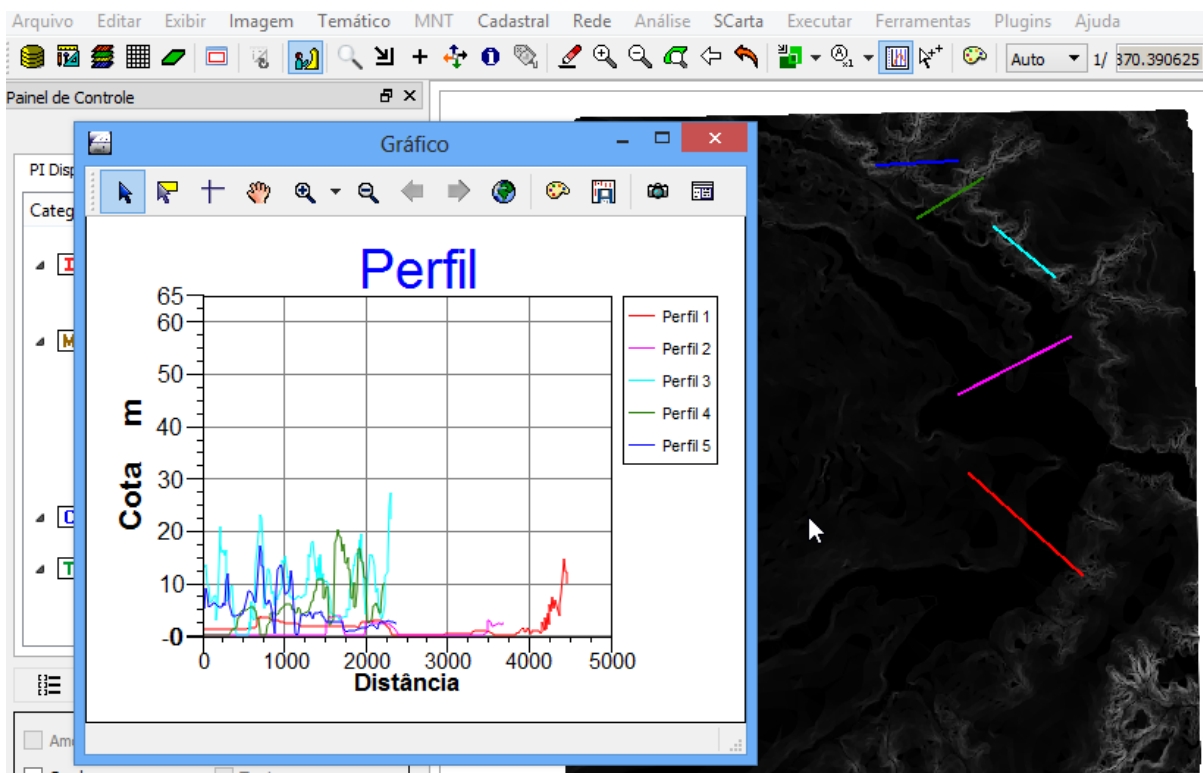 Arquivo Editar Exibir Imagem Temático MNT Cadastral Rede Análise SCarta Executar Ferramentas Plugins Ajuda
Auto 1/ 370.390625
Painel de Controle
Gráfico
PI Disp
Categ
Perfil
65
60
50
40
30
20
10
-0
Cota m
0 1000 2000 3000 4000 5000
Distância
Perfil 1
Perfil 2
Perfil 3
Perfil 4
Perfil 5
I
M
C
T
Am